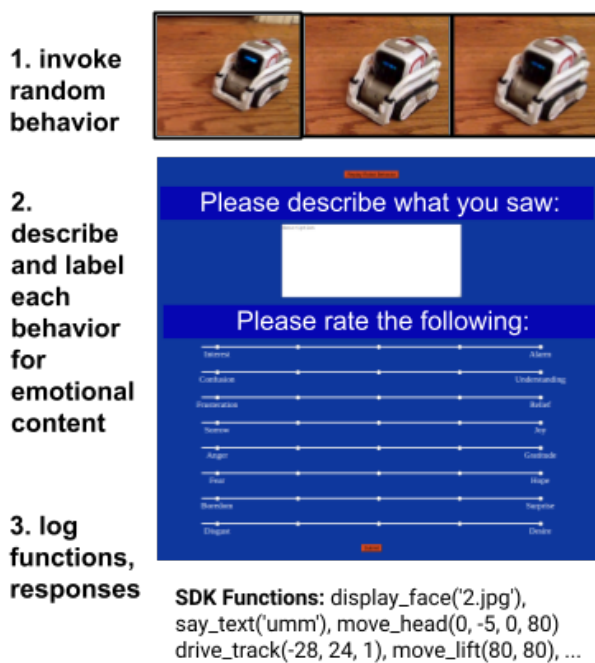 1. invoke
random
behavior
2.
describe
and label
each
behavior
for
emotional
content
3. log
functions,
responses
Please describe what you saw:
Please rate the following:
Interest Alarm
Confusion Understanding
Frustration Relief
Sorrow Joy
Anger Gratitude
Fear Hope
Boredom Surprise
Disgust Desire
SDK Functions: display_face('2.jpg'),
say_text('umm'), move_head(0, -5, 0, 80)
drive_track(-28, 24, 1), move_lift(80, 80), ...